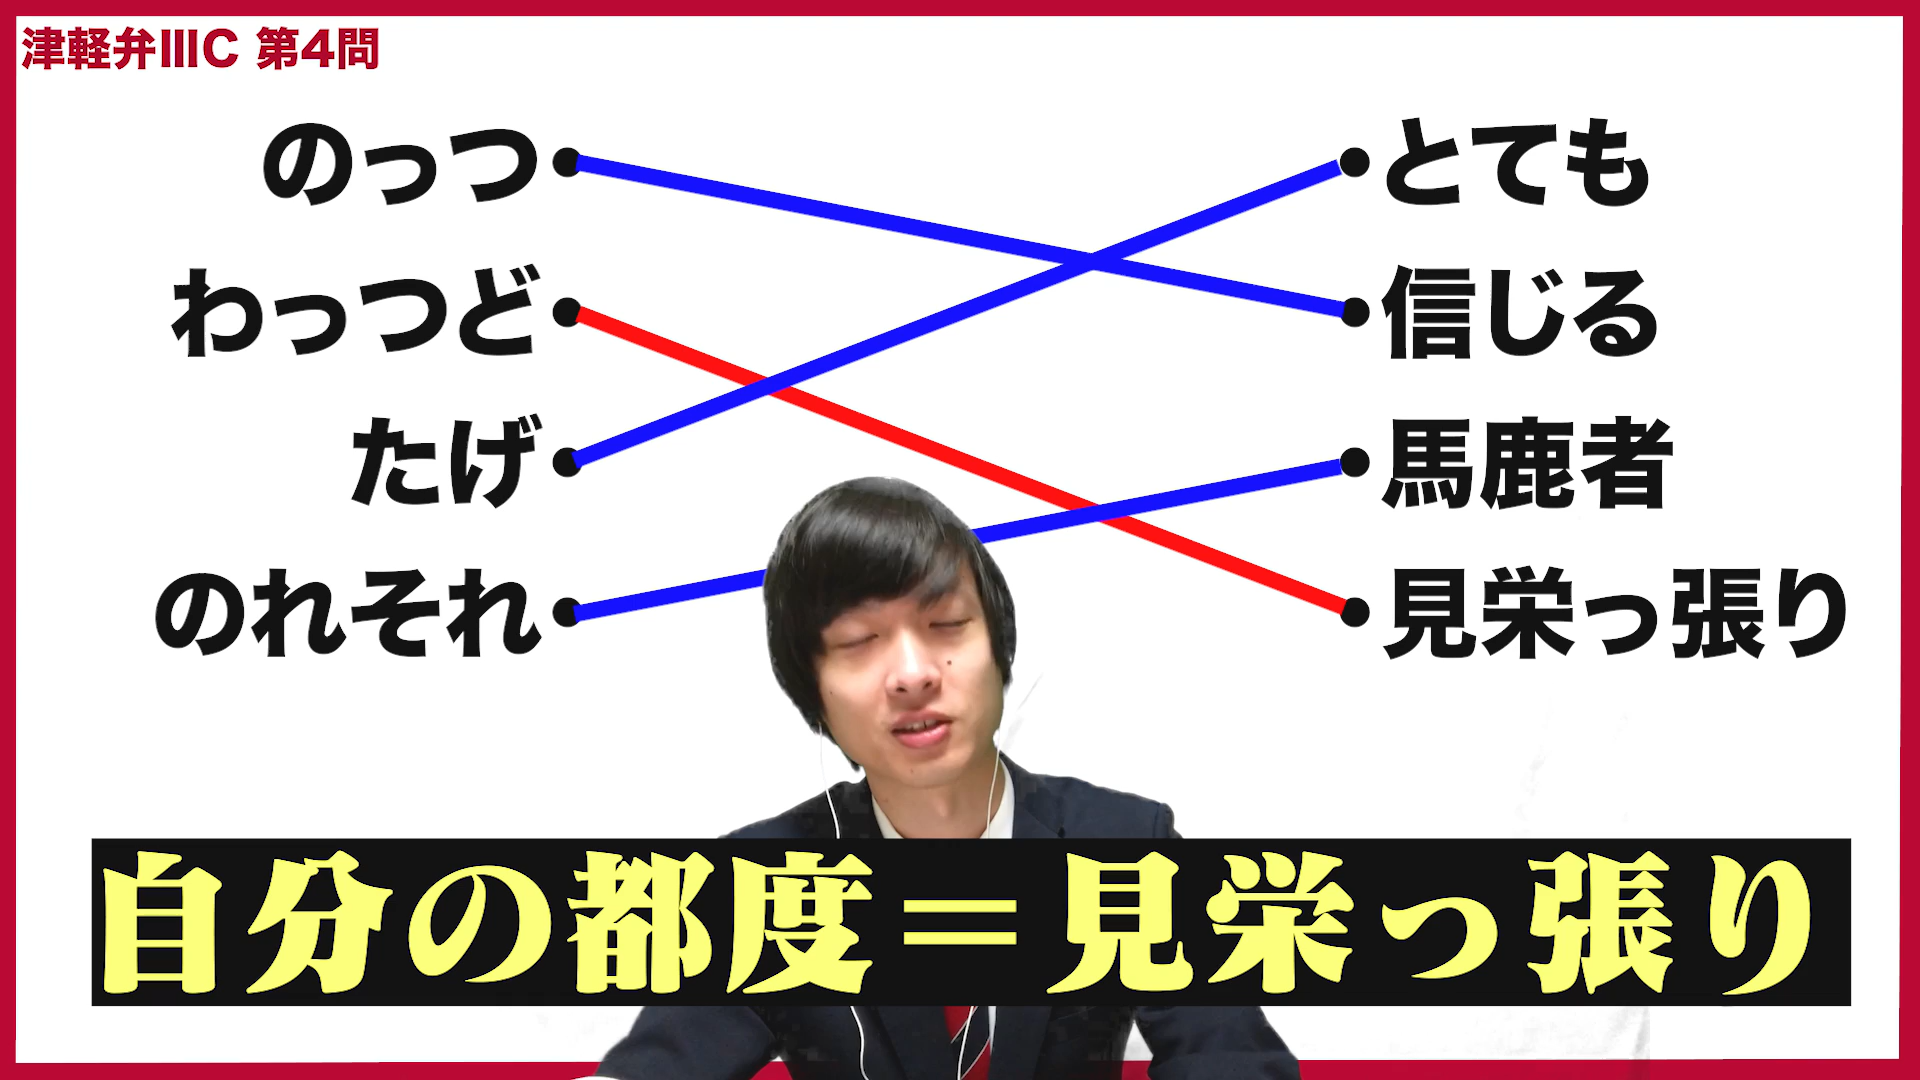 津軽弁ⅢC 第4問
のっつ
とても
わっつど
信じる
たげ
馬鹿者
のれそれ
見栄っ張り
自分の都度＝見栄っ張り